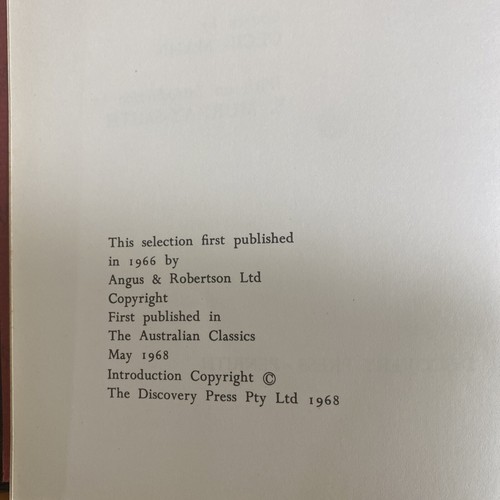 This selection first published
in 1966 by
Angus & Robertson Ltd
Copyright
First published in
The Australian Classics
May 1968
Introduction Copyright ©
The Discovery Press Pty Ltd 1968